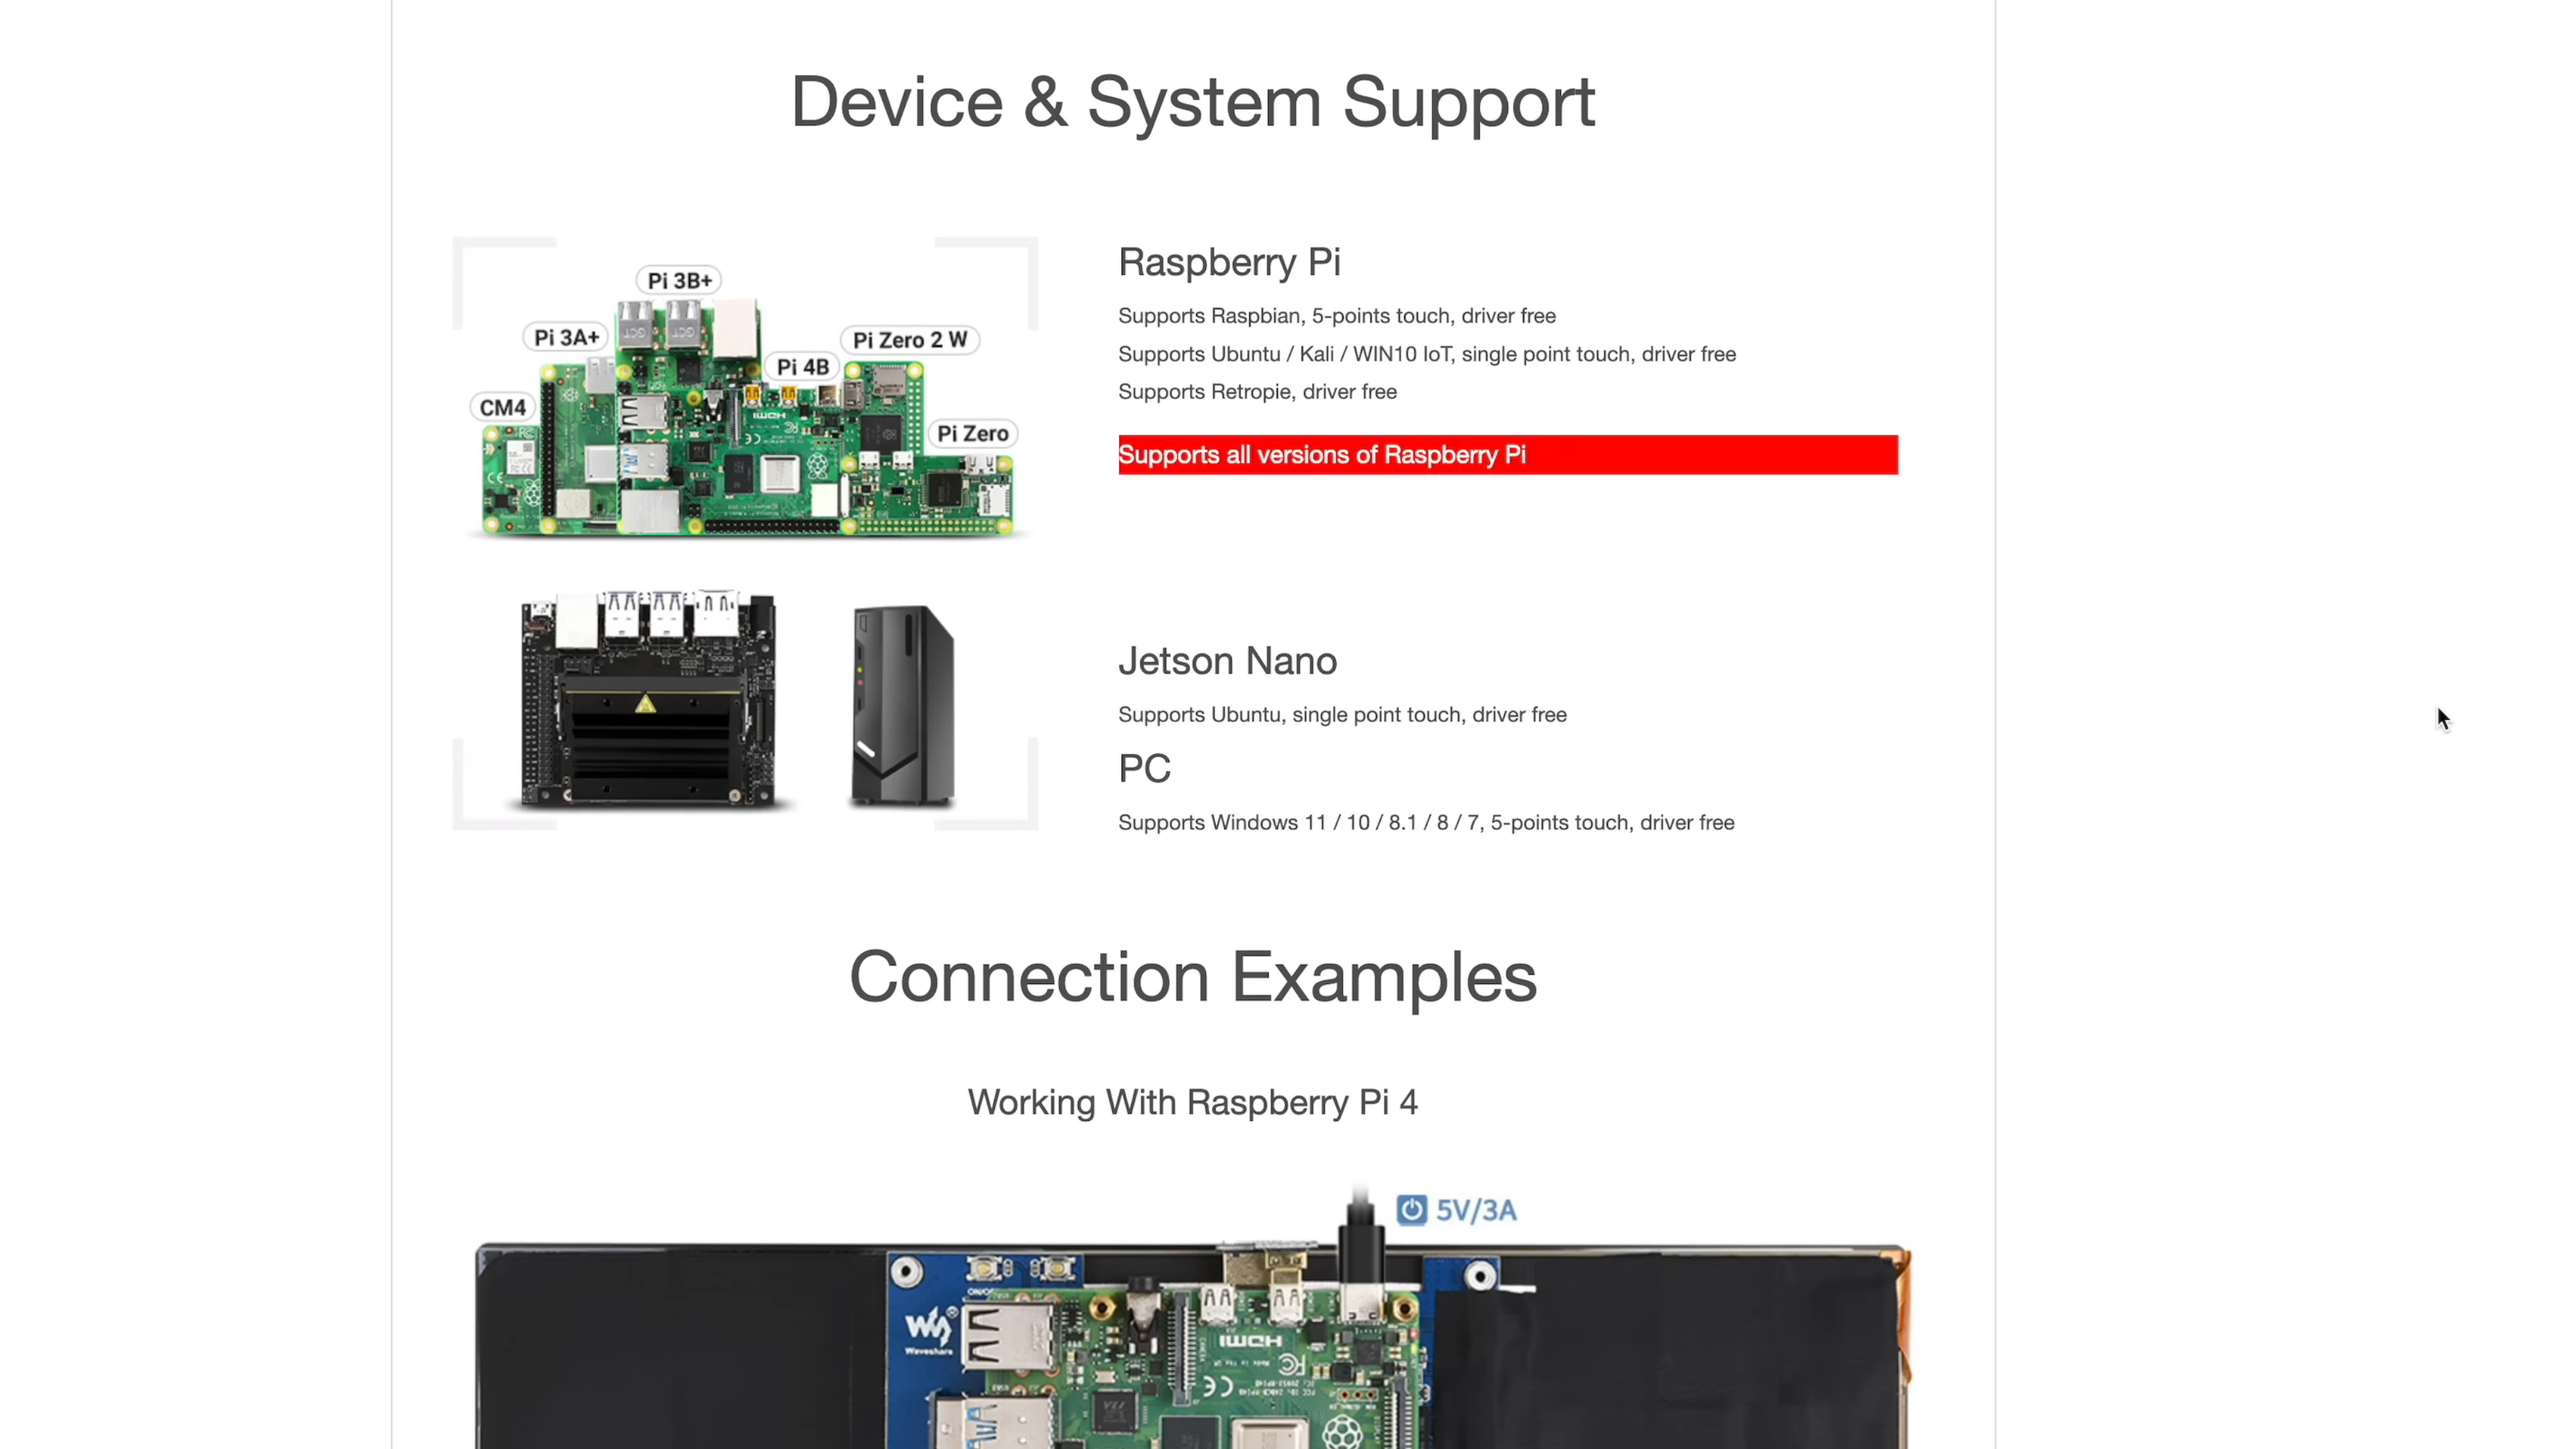 Device & System Support
Pi 3B+
Pi 3A+
Pi Zero 2 W
Pi 4B
CM4
Pi Zero
Raspberry Pi
Supports Raspbian, 5-points touch, driver free
Supports Ubuntu / Kali / WIN10 IoT, single point touch, driver free
Supports Retropie, driver free
Supports all versions of Raspberry Pi
Jetson Nano
Supports Ubuntu, single point touch, driver free
PC
Supports Windows 11 / 10 / 8.1 / 8 / 7, 5-points touch, driver free
Connection Examples
Working With Raspberry Pi 4
5V/3A
Waveshare
HDMI